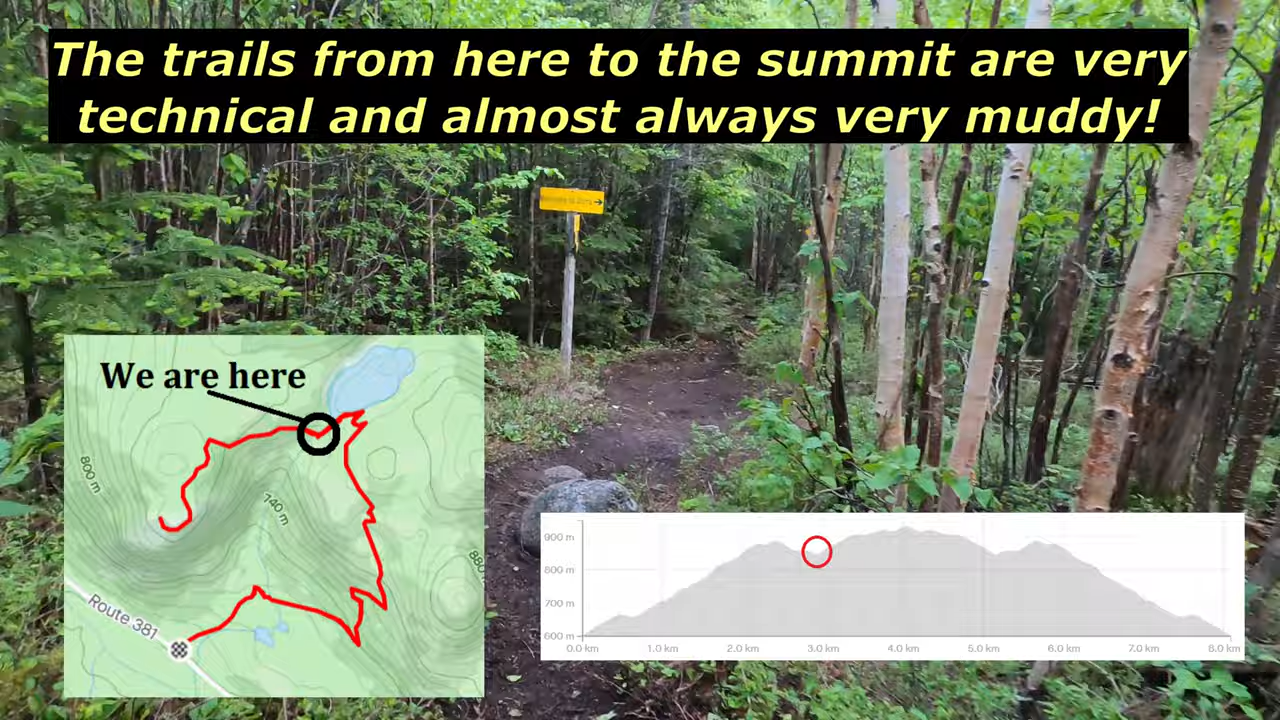 The trails from here to the summit are very
technical and almost always very muddy!
We are here
800 m
740 m
880
Route 381
900 m
800 m
700 m
600 m
0.0 km 1.0 km 2.0 km 3.0 km 4.0 km 5.0 km 6.0 km 7.0 km 8.0 km